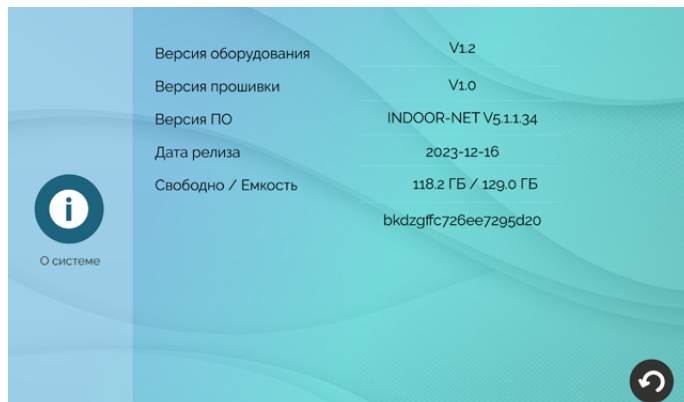 Версия оборудования V1.2
Версия прошивки V1.0
Версия ПО INDOOR-NET V5.1.1.34
Дата релиза 2023-12-16
Свободно / Емкость 118.2 ГБ / 129.0 ГБ
bkdzgffc726ee7295d20
О системе